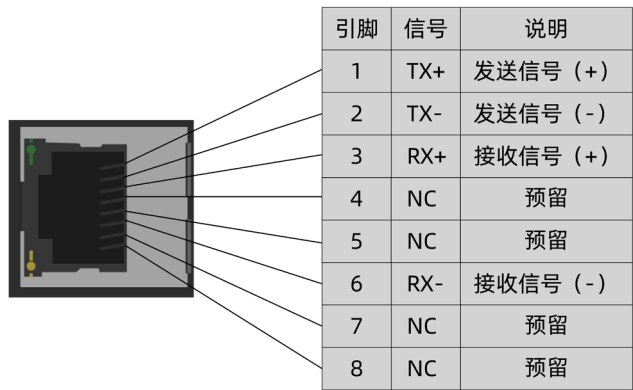 引脚 信号 说明
1 TX+ 发送信号（+）
2 TX- 发送信号（-）
3 RX+ 接收信号（+）
4 NC 预留
5 NC 预留
6 RX- 接收信号（-）
7 NC 预留
8 NC 预留